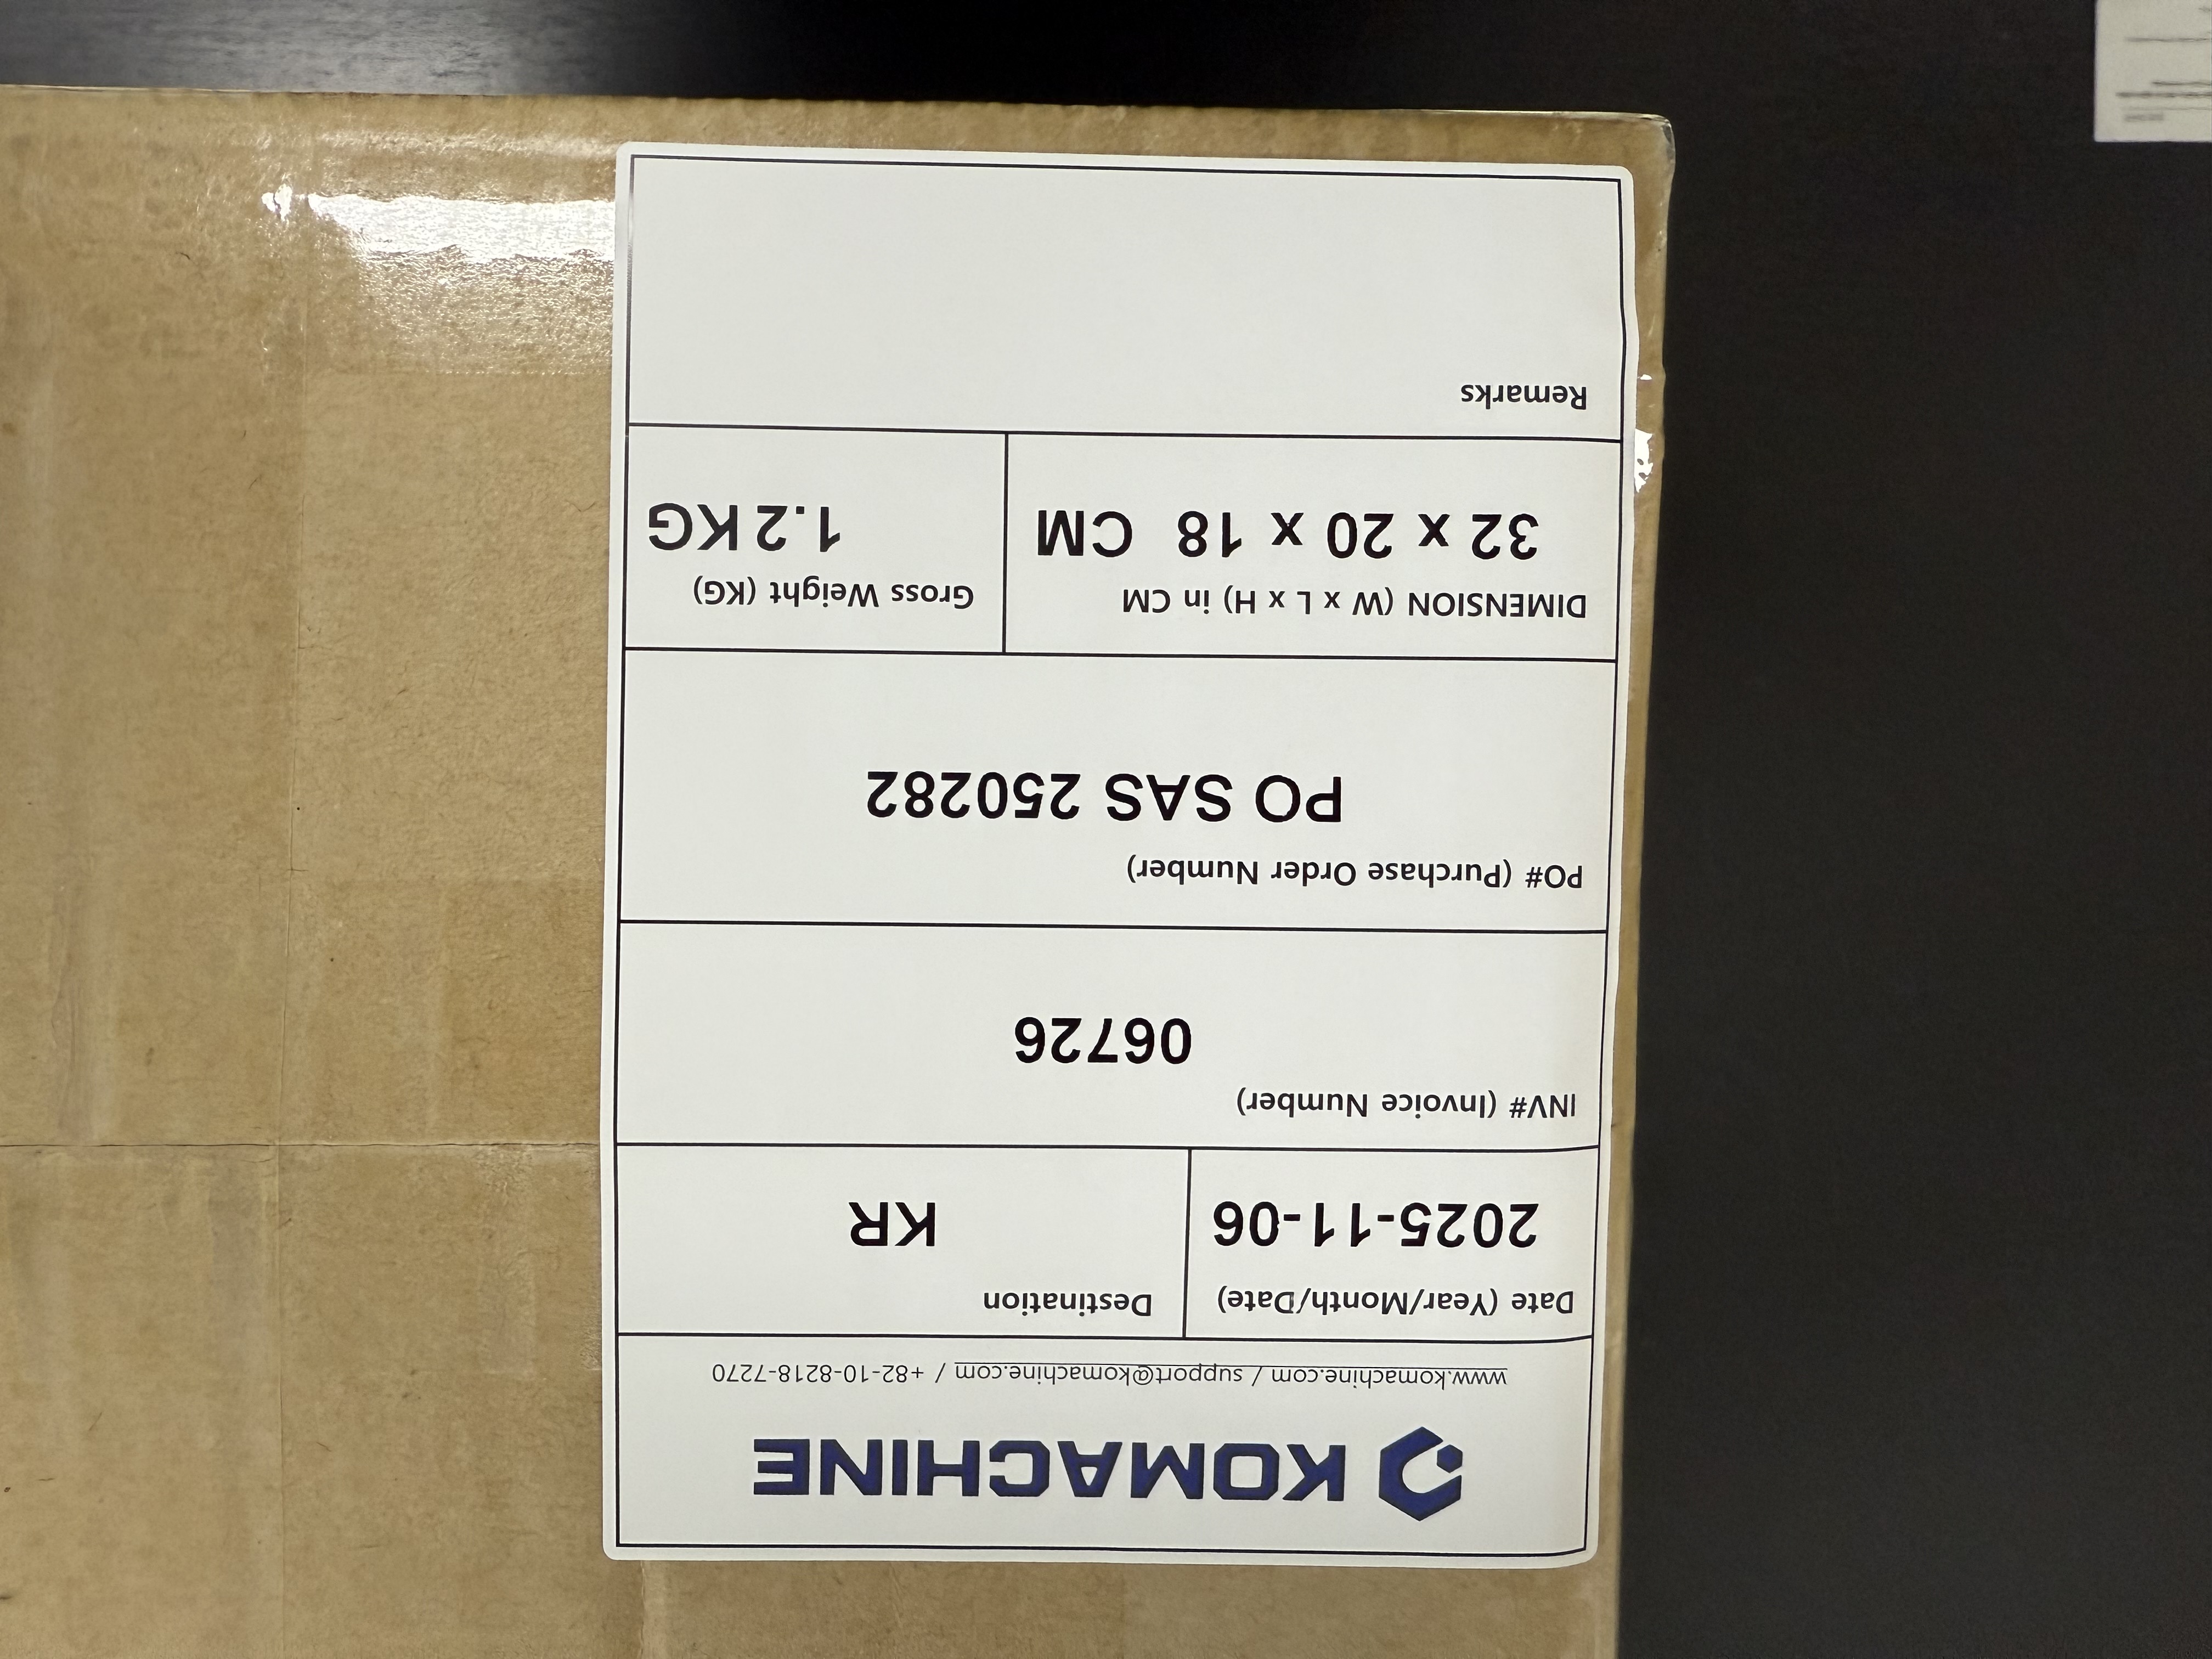 KOMACHINE
www.komachine.com / support@komachine.com / +82-10-8218-7270
Date (Year/Month/Date)
2025-11-06
Destination
KR
INV# (Invoice Number)
06726
PO# (Purchase Order Number)
PO SAS 250282
DIMENSION (W x L x H) in CM
32 x 20 x 18 CM
Gross Weight (KG)
1.2 KG
Remarks